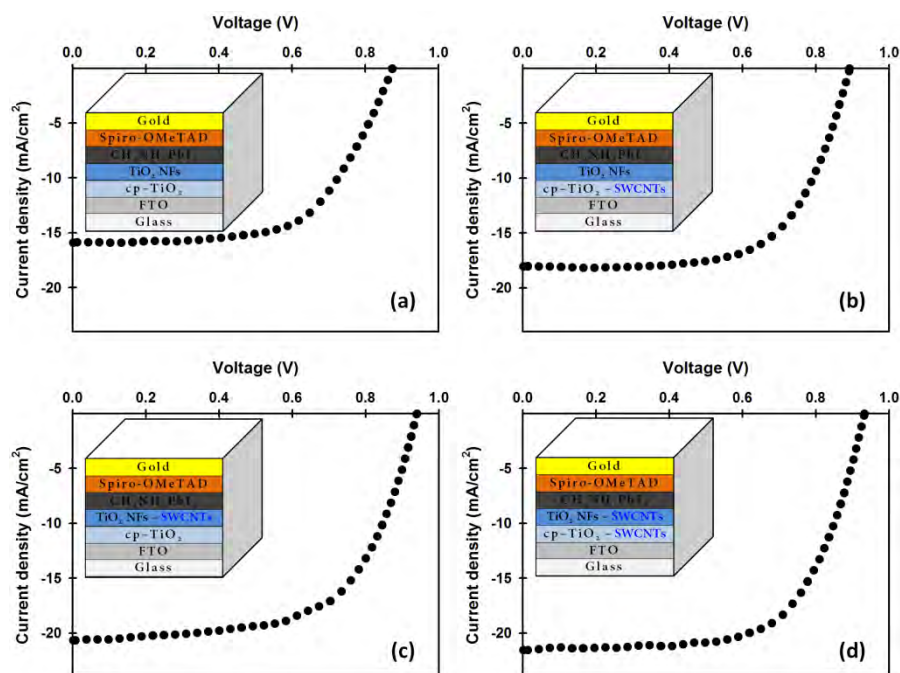 Voltage (V)
0.0 0.2 0.4 0.6 0.8 1.0
Current density (mA/cm²)
-5
-10
-15
-20
Gold
Spiro-OMeTAD
CH₃NH₃PbI₃
TiO₂ NFs
cp-TiO₂
FTO
Glass
(a)
Voltage (V)
0.0 0.2 0.4 0.6 0.8 1.0
Current density (mA/cm²)
-5
-10
-15
-20
Gold
Spiro-OMeTAD
CH₃NH₃PbI₃
TiO₂ NFs
cp-TiO₂ – SWCNTs
FTO
Glass
(b)
Voltage (V)
0.0 0.2 0.4 0.6 0.8 1.0
Current density (mA/cm²)
-5
-10
-15
-20
Gold
Spiro-OMeTAD
CH₃NH₃PbI₃
TiO₂ NFs – SWCNTs
cp-TiO₂
FTO
Glass
(c)
Voltage (V)
0.0 0.2 0.4 0.6 0.8 1.0
Current density (mA/cm²)
-5
-10
-15
-20
Gold
Spiro-OMeTAD
CH₃NH₃PbI₃
TiO₂ NFs – SWCNTs
cp-TiO₂ – SWCNTs
FTO
Glass
(d)